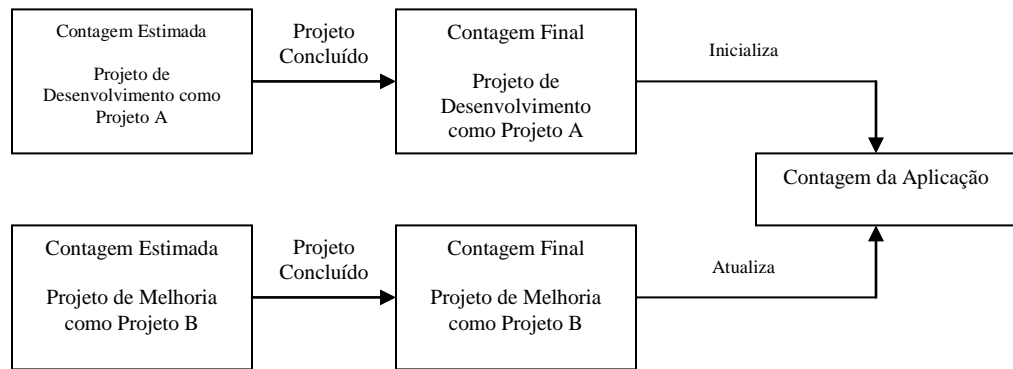 Contagem Estimada
Projeto de
Desenvolvimento como
Projeto A
Projeto
Concluído
Contagem Final
Projeto de
Desenvolvimento
como Projeto A
Inicializa
Contagem da Aplicação
Contagem Estimada
Projeto de Melhoria
como Projeto B
Projeto
Concluído
Contagem Final
Projeto de Melhoria
como Projeto B
Atualiza